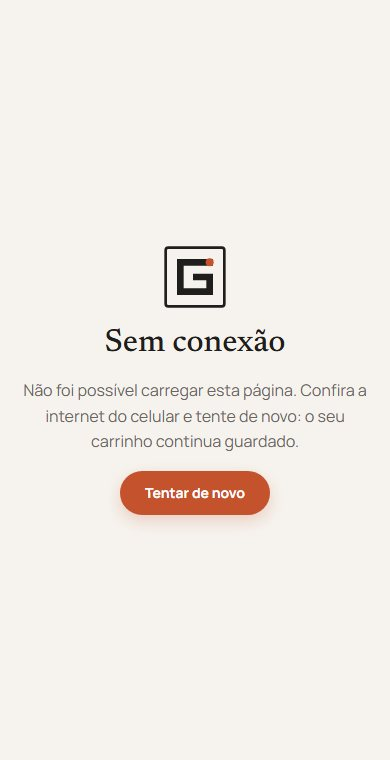 Sem conexão
Não foi possível carregar esta página. Confira a
internet do celular e tente de novo: o seu
carrinho continua guardado.
Tentar de novo